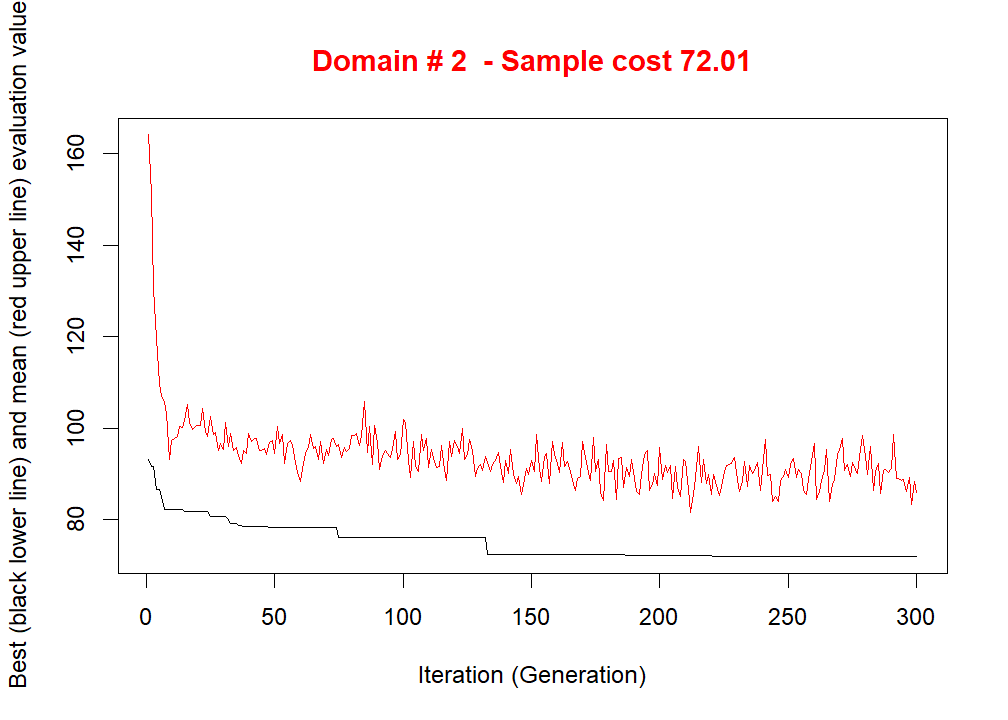 Domain # 2 - Sample cost 72.01
Best (black lower line) and mean (red upper line) evaluation value
160
140
120
100
80
0 50 100 150 200 250 300
Iteration (Generation)